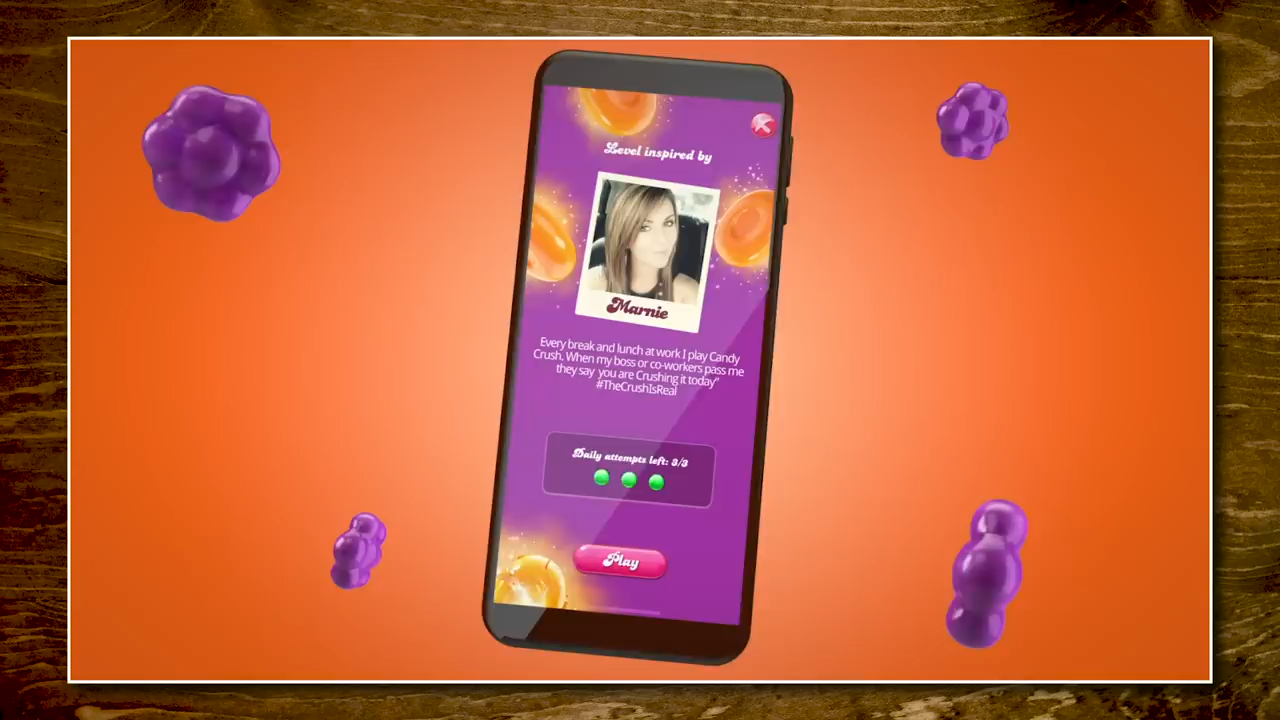 Level inspired by
Marnie
Every break and lunch at work I play Candy
Crush. When my boss or co-workers pass me
they say you are Crushing it today"
#TheCrushIsReal
Daily attempts left: 3/3
Play